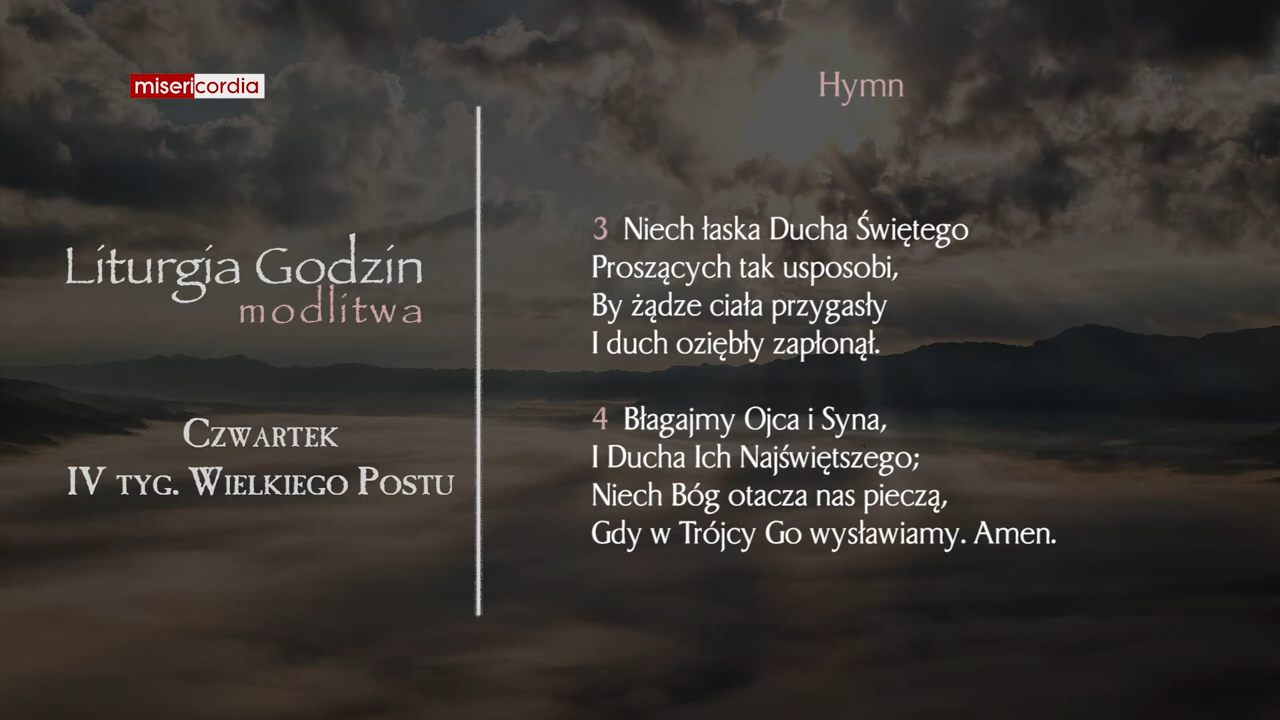 misericordia
Liturgia Godzin
modlitwa
Czwartek
IV tyg. Wielkiego Postu
Hymn
3 Niech łaska Ducha Świętego
Proszących tak usposobi,
By żądze ciała przygasły
I duch oziębły zapłonął.
4 Błagajmy Ojca i Syna,
I Ducha Ich Najświętszego;
Niech Bóg otacza nas pieczą,
Gdy w Trójcy Go wysławiamy. Amen.